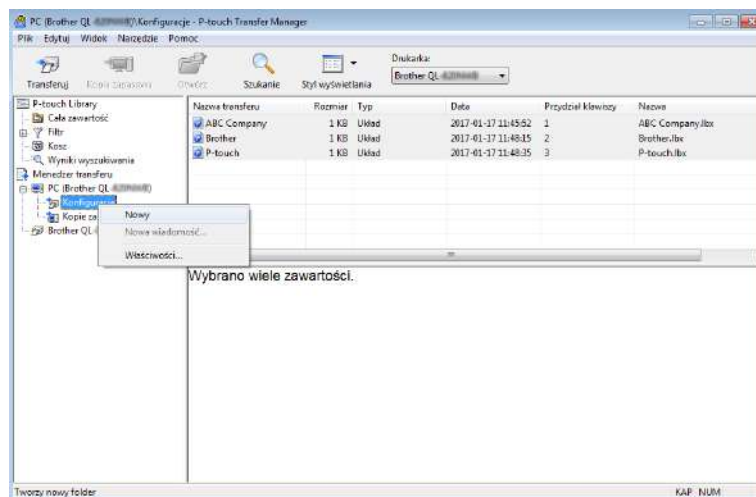 PC (Brother QL Konfiguracje - P-touch Transfer Manager
Plik Edytuj Widok Narzędzie Pomoc
Transferuj Kopia zapasowa Otwórz Szukanie Styl wyświetlania
Drukarka:
Brother QL
P-touch Library
Cała zawartość
Filtr
Kosz
Wyniki wyszukiwania
Menedżer transferu
PC (Brother QL
Konfiguracje
Kopie za
Brother QL
Nowy
Nowa wiadomość...
Właściwości...
Nazwa transferu Rozmiar Typ Data Przydział klawiszy Nazwa
ABC Company 1 KB Układ 2017-01-17 11:45:52 1 ABC Company.lbx
Brother 1 KB Układ 2017-01-17 11:48:15 2 Brother.lbx
P-touch 1 KB Układ 2017-01-17 11:48:35 3 P-touch.lbx
Wybrano wiele zawartości.
Tworzy nowy folder
KAP NUM